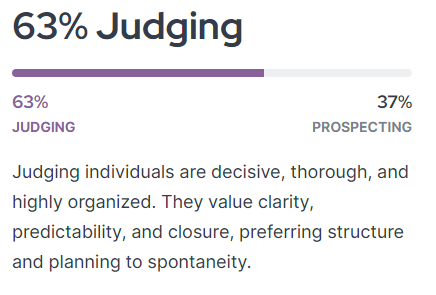 63% Judging
63% 37%
JUDGING PROSPECTING
Judging individuals are decisive, thorough, and
highly organized. They value clarity,
predictability, and closure, preferring structure
and planning to spontaneity.